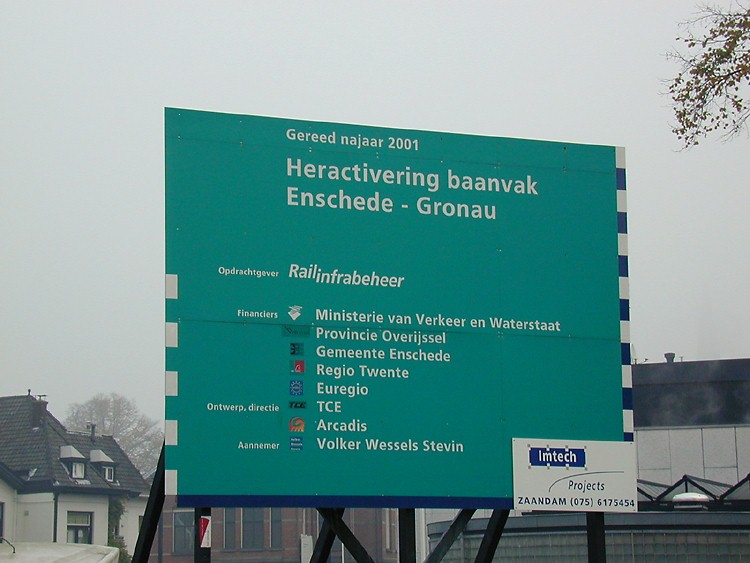 Gereed najaar 2001
Heractivering baanvak
Enschede - Gronau
Opdrachtgever Railinfrabeheer
Financiers Ministerie van Verkeer en Waterstaat
Provincie Overijssel
Gemeente Enschede
Regio Twente
Euregio
Ontwerp, directie TCE TCE
Arcadis
Aannemer Volker Wessels Stevin
Imtech
Projects
ZAANDAM (075) 6175454